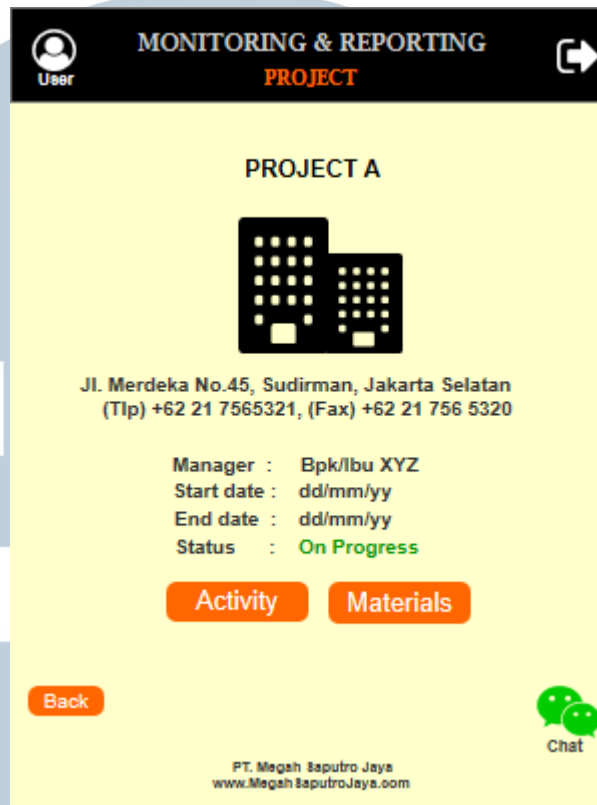 MONITORING & REPORTING
PROJECT
User
PROJECT A
Jl. Merdeka No.45, Sudirman, Jakarta Selatan
(Tlp) +62 21 7565321, (Fax) +62 21 756 5320
Manager : Bpk/Ibu XYZ
Start date : dd/mm/yy
End date : dd/mm/yy
Status : On Progress
Activity Materials
Back
Chat
PT. Megah Saputro Jaya
www.MegahSaputroJaya.com